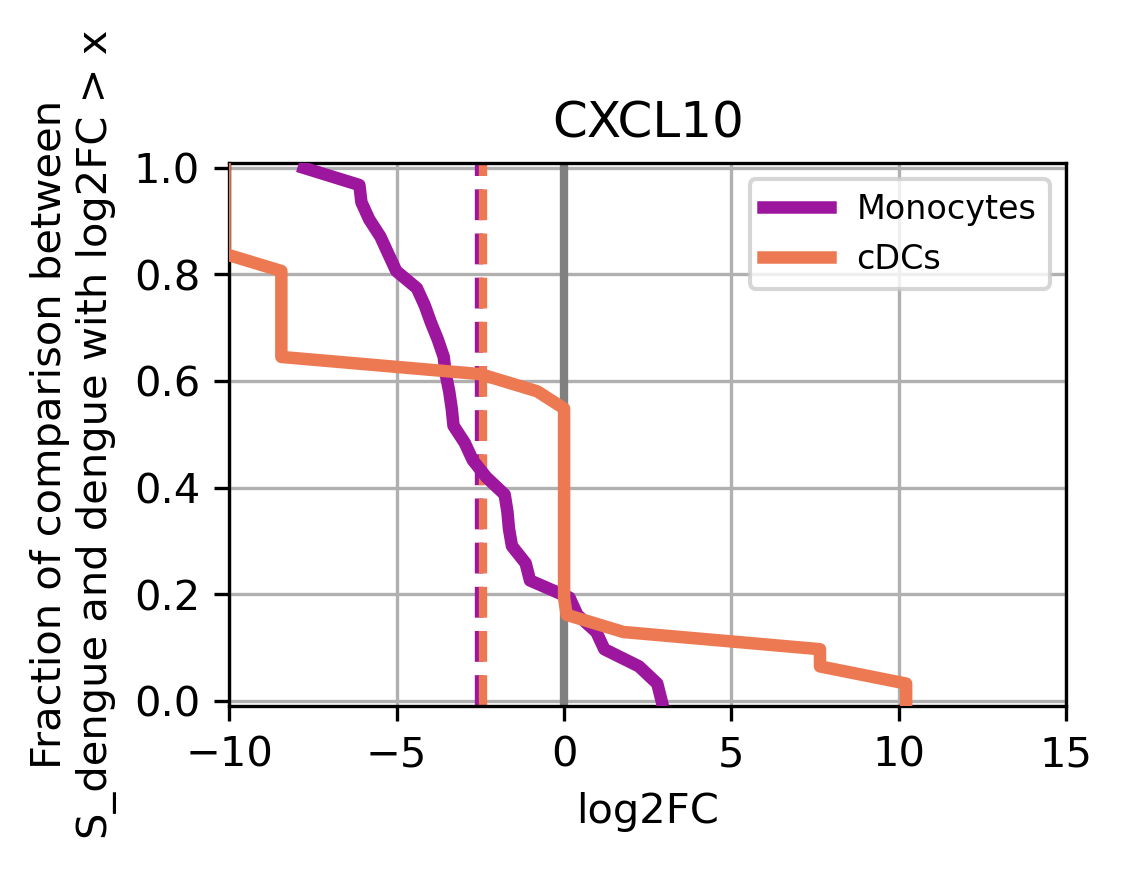 CXCL10
Fraction of comparison between
S_dengue and dengue with log2FC > x
1.0
0.8
0.6
0.4
0.2
0.0
Monocytes
cDCs
−10
−5
0
5
10
15
log2FC